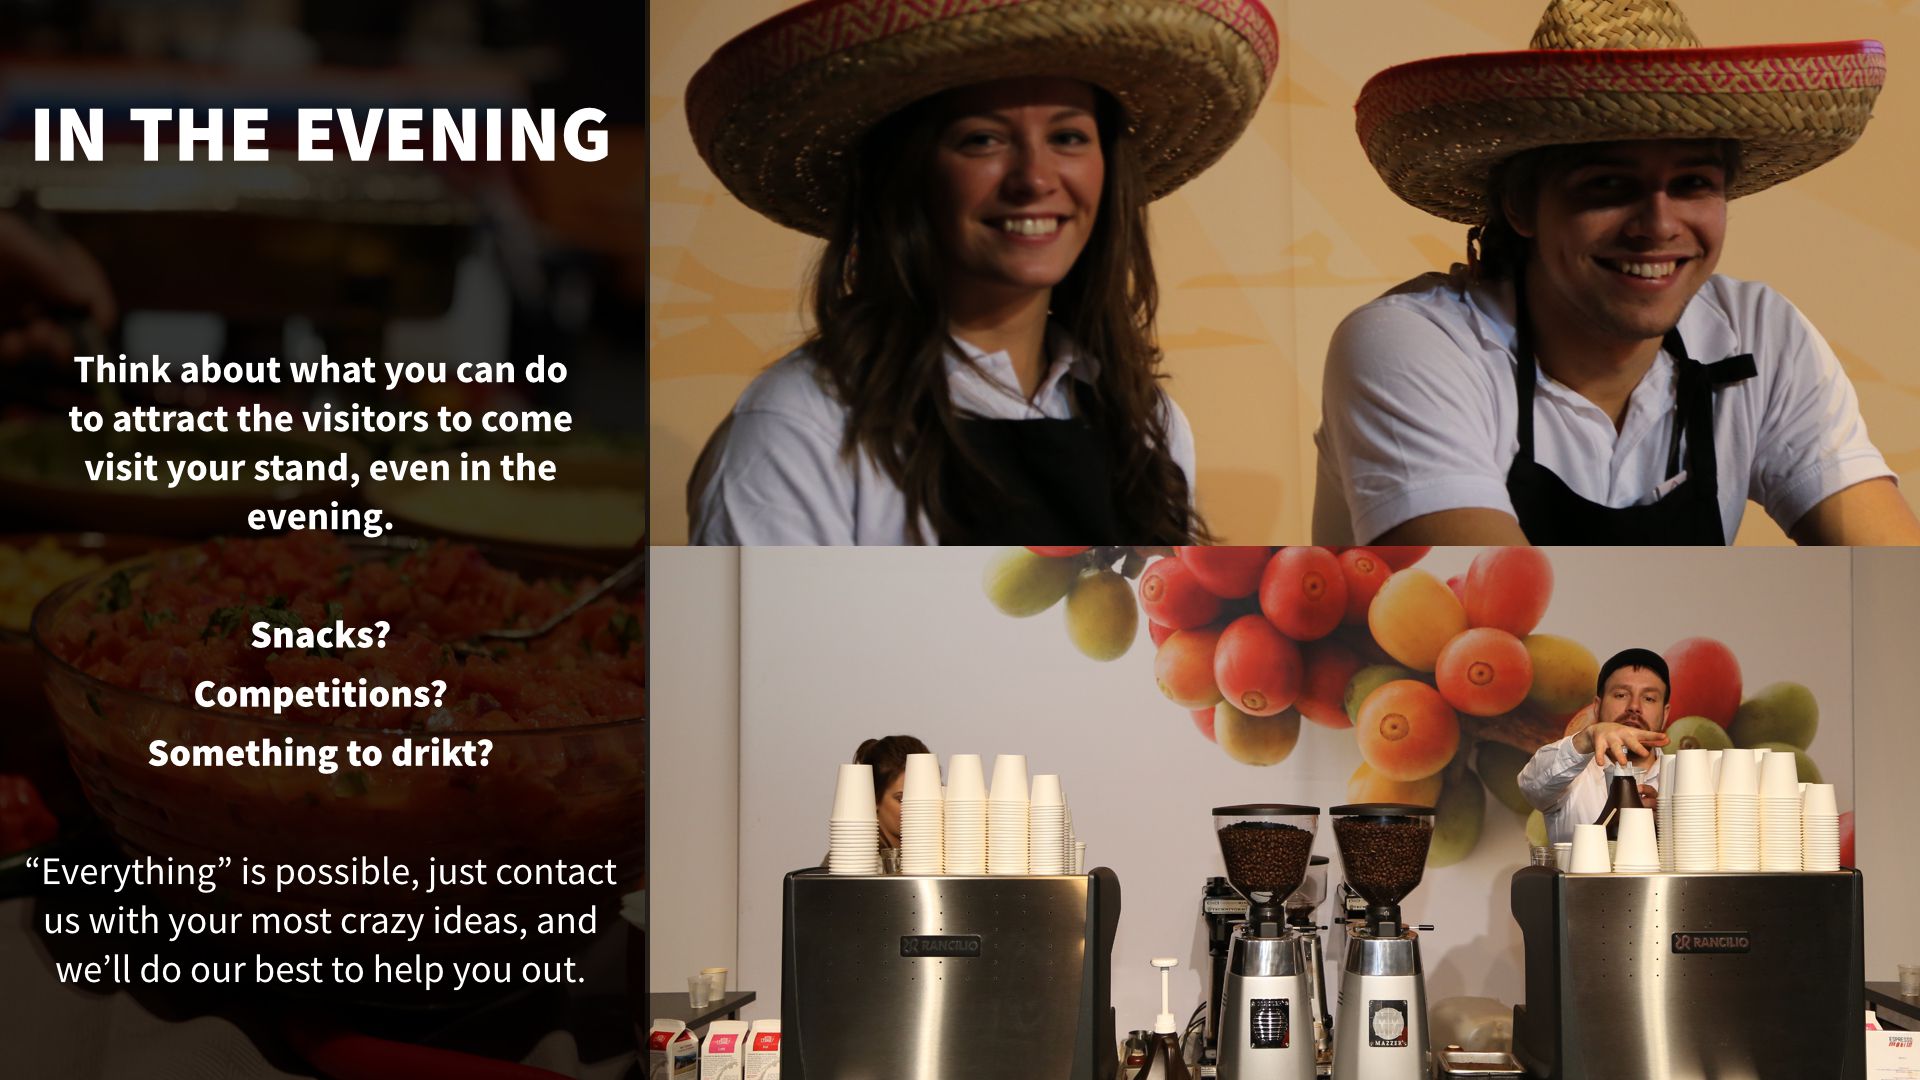 IN THE EVENING
Think about what you can do
to attract the visitors to come
visit your stand, even in the
evening.
Snacks?
Competitions?
Something to drikt?
“Everything” is possible, just contact
us with your most crazy ideas, and
we’ll do our best to help you out.
RANCILIO
RANCILIO
MAZZER
ESPRESSO